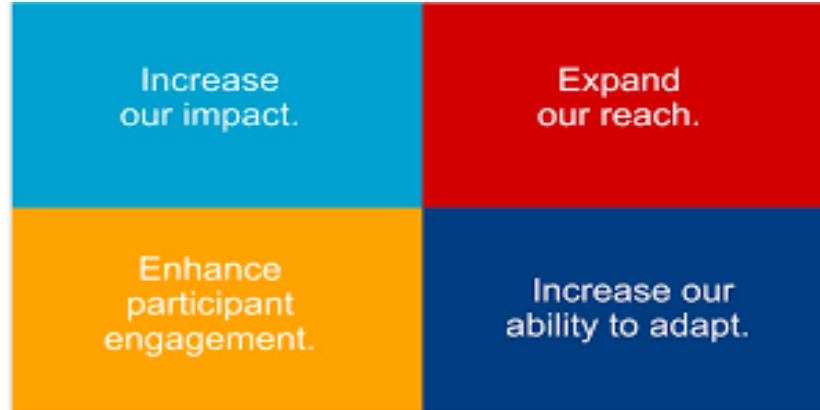 Increase
our impact.
Expand
our reach.
Enhance
participant
engagement.
Increase our
ability to adapt.